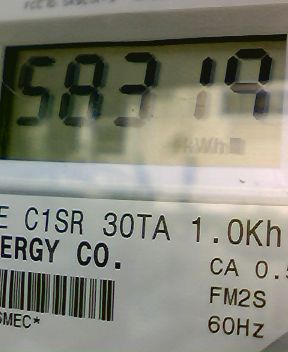 58319
kWh
E C1SR 30TA 1.0Kh
ERGY CO.
CA 0.5
FM2S
SMEC*
60Hz